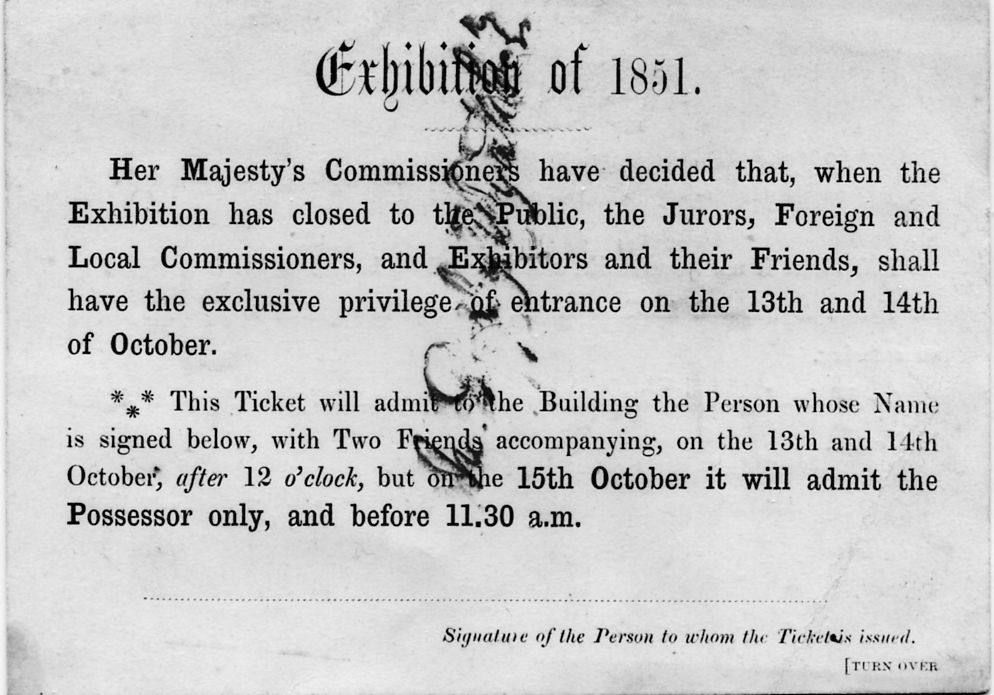 Exhibition of 1851.
Her Majesty's Commissioners have decided that, when the
Exhibition has closed to the Public, the Jurors, Foreign and
Local Commissioners, and Exhibitors and their Friends, shall
have the exclusive privilege of entrance on the 13th and 14th
of October.
*** This Ticket will admit to the Building the Person whose Name
is signed below, with Two Friends accompanying, on the 13th and 14th
October, after 12 o'clock, but on the 15th October it will admit the
Possessor only, and before 11.30 a.m.
Signature of the Person to whom the Ticket is issued.
[TURN OVER